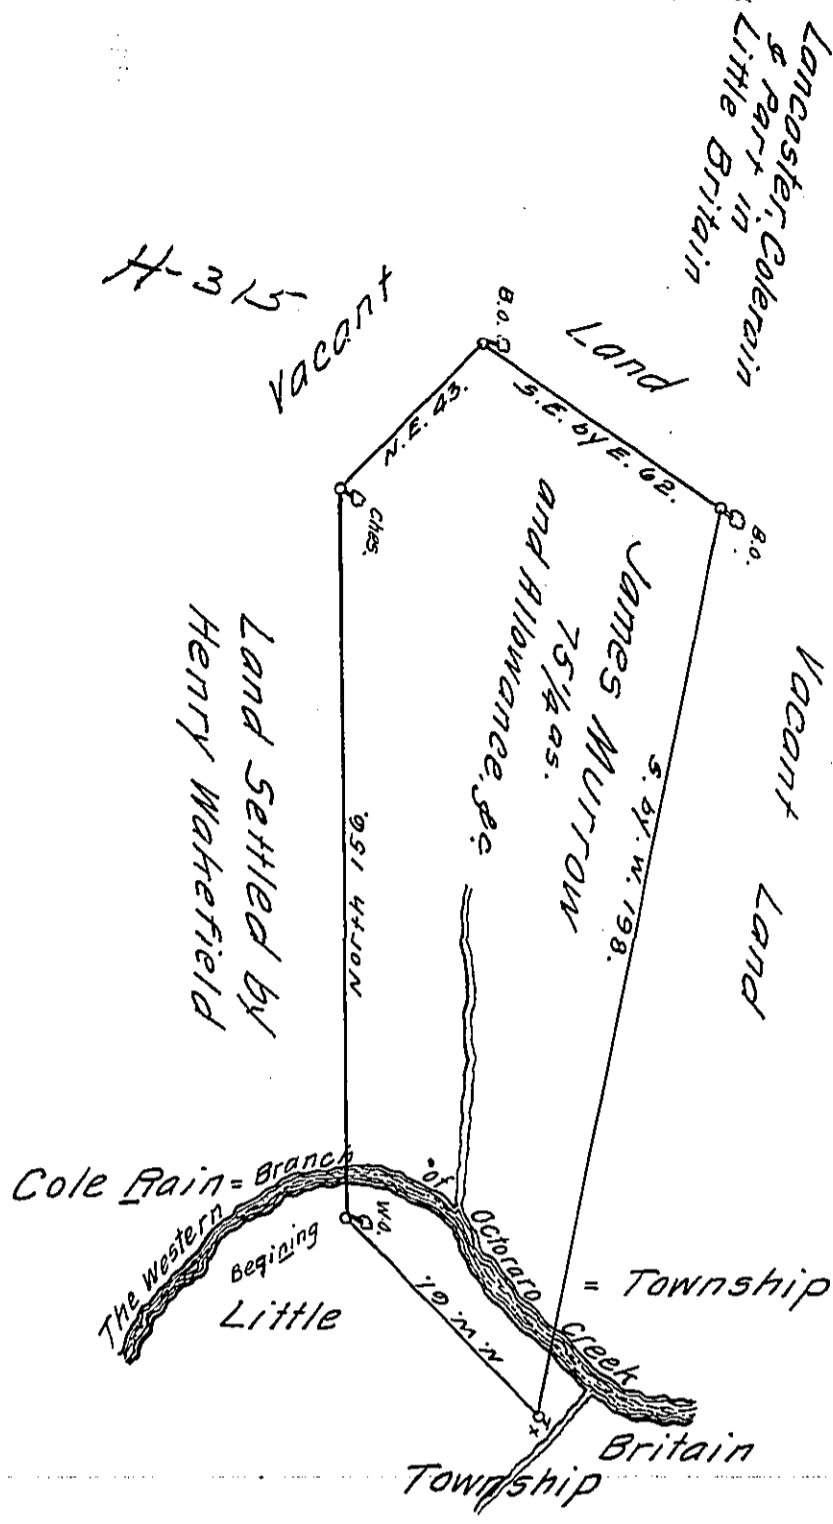 Lancaster, Colerain
& Part in
Little Britain
H-315
Vacant
Land
B.O.
S.E. by E. 62.
B.O.
N.E. 43.
Ches.
James Murrow
75 1/4 as.
and Allowance, &c
S. by. W. 198.
Vacant Land
Land Settled by
Henry Wakefield
North 156.
Cole Rain = Branch
of
The Western
Octoraro
Creek
= Township
W.O.
Begining
N. W. 61.
Little
Britain
Township